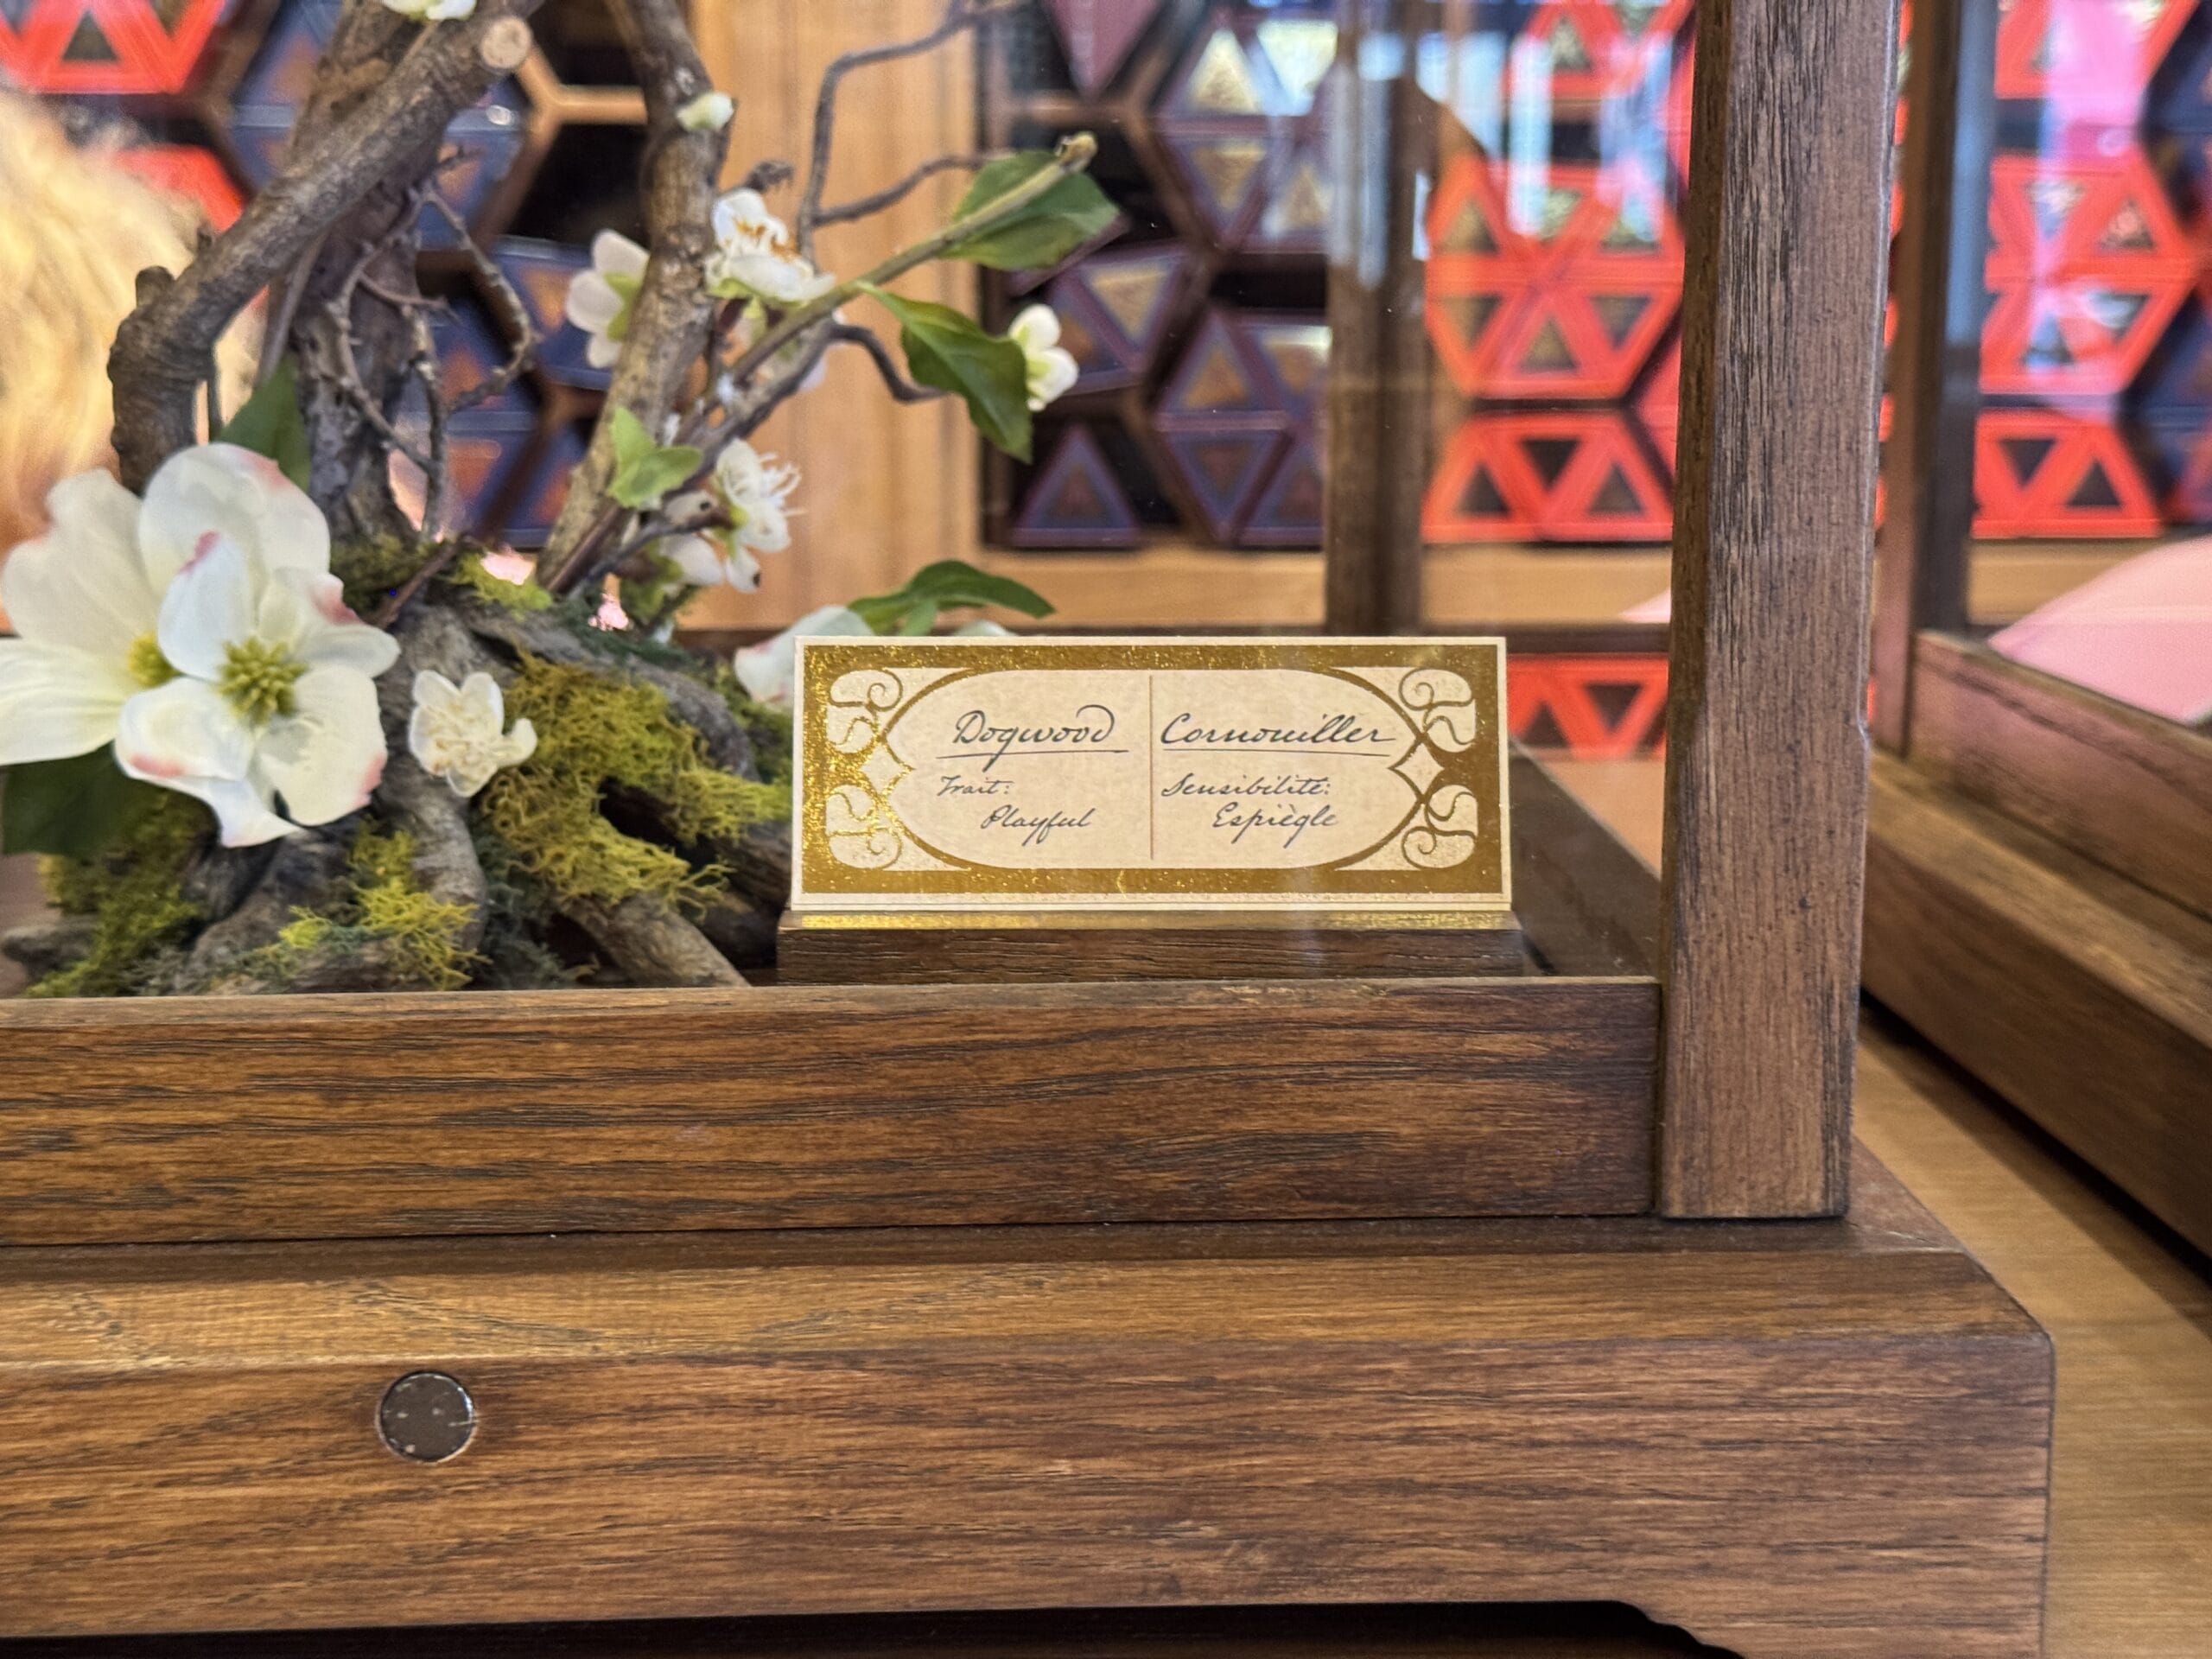 Dogwood
Trait:
Playful
Cornouiller
Sensibilité:
Espiègle